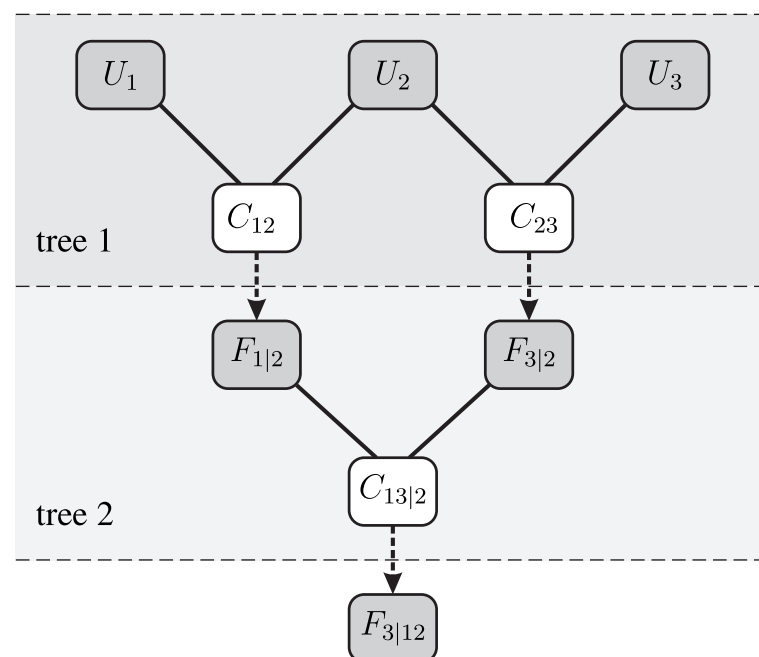 U₁ U₂ U₃
C₁₂ C₂₃
tree 1
F₁|₂ F₃|₂
C₁₃|₂
tree 2
F₃|₁₂